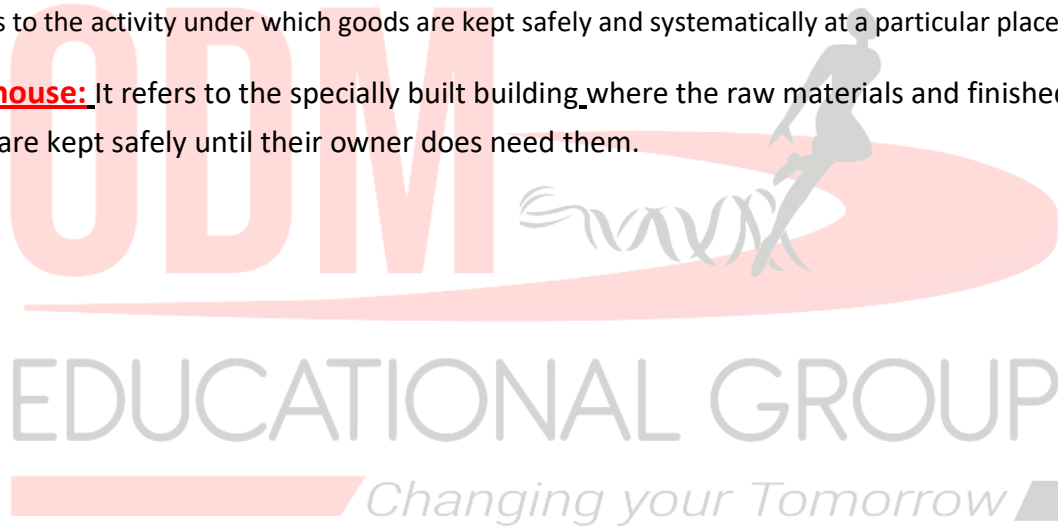 s to the activity under which goods are kept safely and systematically at a particular place
house: It refers to the specially built building where the raw materials and finished
are kept safely until their owner does need them.
ODM
EDUCATIONAL GROUP
Changing your Tomorrow